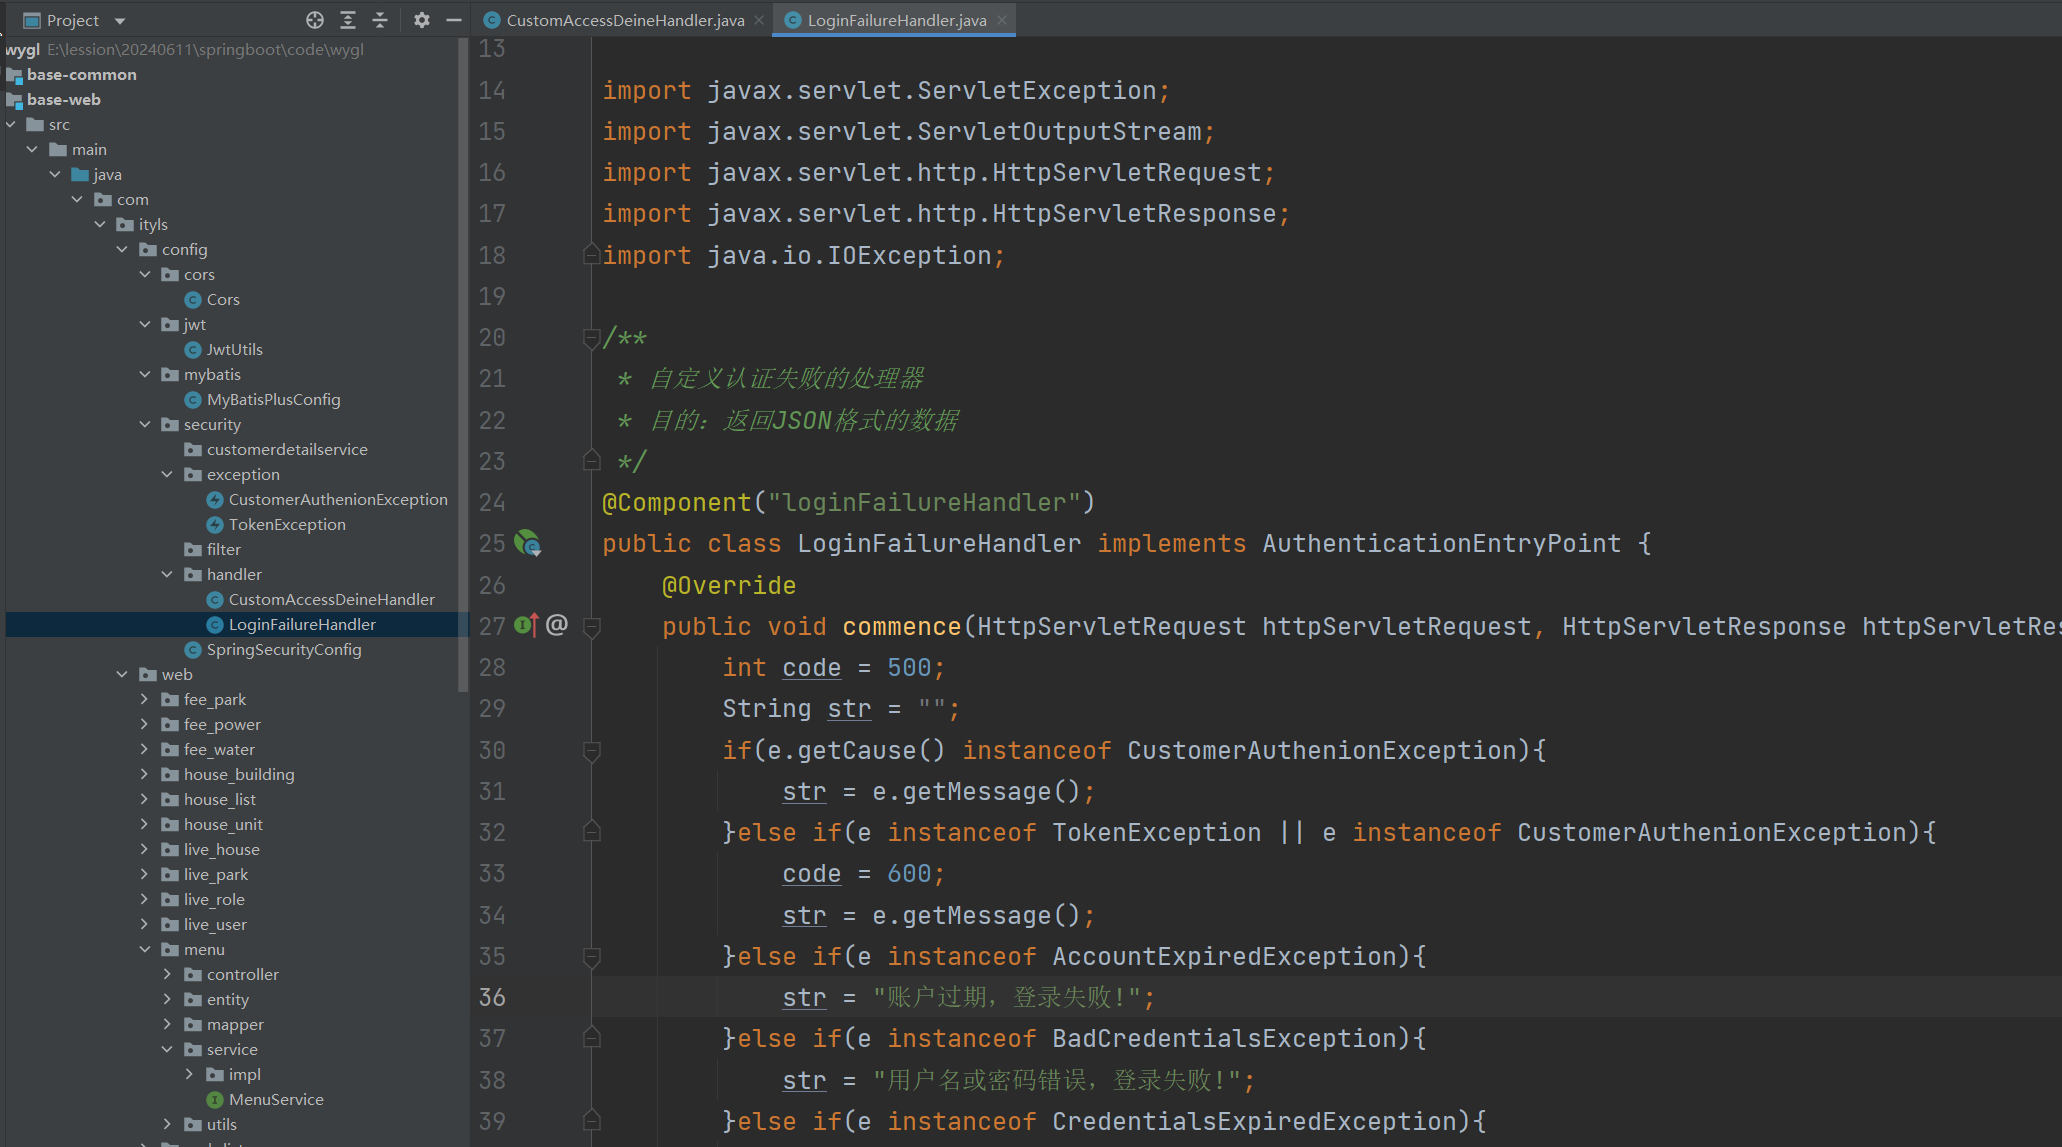 Project
wygl E:\lession\20240611\springboot\code\wygl
base-common
base-web
src
main
java
com
ityls
config
cors
Cors
jwt
JwtUtils
mybatis
MyBatisPlusConfig
security
customerdetailservice
exception
CustomerAuthenionException
TokenException
filter
handler
CustomAccessDeineHandler
LoginFailureHandler
SpringSecurityConfig
web
fee_park
fee_power
fee_water
house_building
house_list
house_unit
live_house
live_park
live_role
live_user
menu
controller
entity
mapper
service
impl
MenuService
utils
CustomAccessDeineHandler.java
LoginFailureHandler.java
13
14 import javax.servlet.ServletException;
15 import javax.servlet.ServletOutputStream;
16 import javax.servlet.http.HttpServletRequest;
17 import javax.servlet.http.HttpServletResponse;
18 import java.io.IOException;
19
20 /**
21 * 自定义认证失败的处理器
22 * 目的：返回JSON格式的数据
23 */
24 @Component("loginFailureHandler")
25 public class LoginFailureHandler implements AuthenticationEntryPoint {
26 @Override
27 public void commence(HttpServletRequest httpServletRequest, HttpServletResponse httpServletRes
28 int code = 500;
29 String str = "";
30 if(e.getCause() instanceof CustomerAuthenionException){
31 str = e.getMessage();
32 }else if(e instanceof TokenException || e instanceof CustomerAuthenionException){
33 code = 600;
34 str = e.getMessage();
35 }else if(e instanceof AccountExpiredException){
36 str = "账户过期，登录失败!";
37 }else if(e instanceof BadCredentialsException){
38 str = "用户名或密码错误，登录失败!";
39 }else if(e instanceof CredentialsExpiredException){